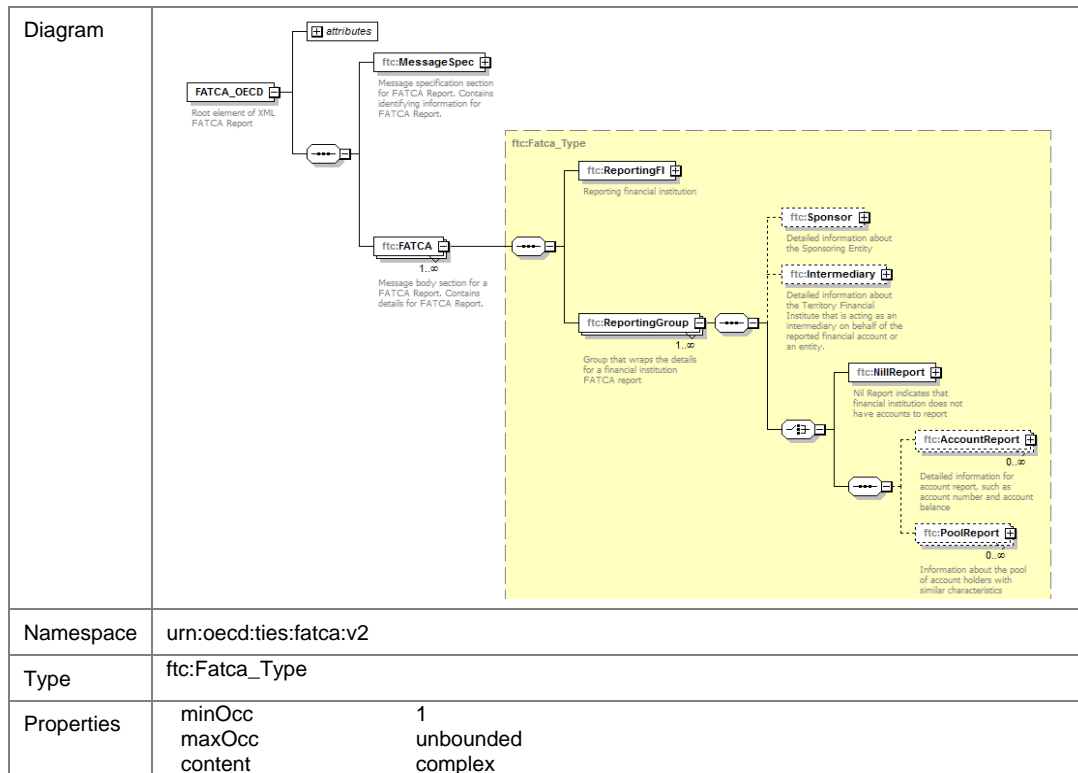 Diagram
attributes
ftc:MessageSpec
Message specification section
for FATCA Report. Contains
identifying information for
FATCA Report.
FATCA_OECD
Root element of XML
FATCA Report
ftc:Fatca_Type
ftc:ReportingFI
Reporting financial institution
ftc:Sponsor
Detailed information about
the Sponsoring Entity
ftc:FATCA
1..∞
Message body section for a
FATCA Report. Contains
details for FATCA Report.
ftc:Intermediary
Detailed information about
the Territory Financial
Institute that is acting as an
intermediary on behalf of the
reported financial account or
an entity.
ftc:ReportingGroup
1..∞
Group that wraps the details
for a financial institution
FATCA report
ftc:NillReport
Nil Report indicates that
financial institution does not
have accounts to report
ftc:AccountReport
0..∞
Detailed information for
account report, such as
account number and account
balance
ftc:PoolReport
0..∞
Information about the pool
of account holders with
similar characteristics
Namespace urn:oecd:ties:fatca:v2
Type ftc:Fatca_Type
Properties minOcc 1
maxOcc unbounded
content complex